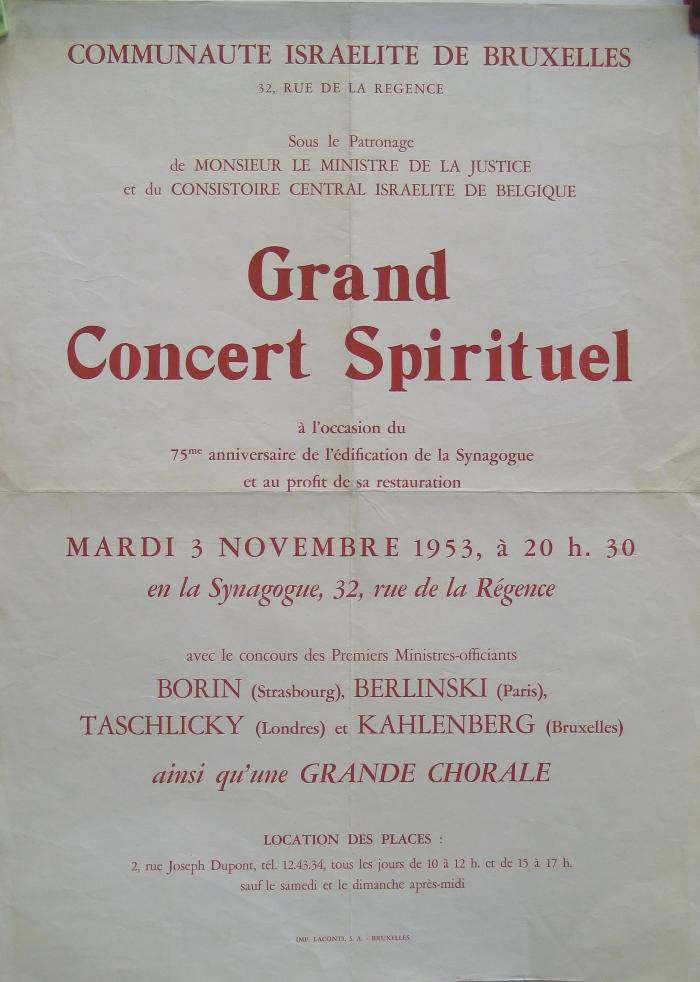 COMMUNAUTE ISRAELITE DE BRUXELLES
32, RUE DE LA REGENCE
Sous le Patronage
de MONSIEUR LE MINISTRE DE LA JUSTICE
et du CONSISTOIRE CENTRAL ISRAELITE DE BELGIQUE
Grand
Concert Spirituel
à l'occasion du
75me anniversaire de l'édification de la Synagogue
et au profit de sa restauration
MARDI 3 NOVEMBRE 1953, à 20 h. 30
en la Synagogue, 32, rue de la Régence
avec le concours des Premiers Ministres-officiants
BORIN (Strasbourg), BERLINSKI (Paris),
TASCHLICKY (Londres) et KAHLENBERG (Bruxelles)
ainsi qu'une GRANDE CHORALE
LOCATION DES PLACES :
2, rue Joseph Dupont, tél. 12.43.34, tous les jours de 10 à 12 h. et de 15 à 17 h.
sauf le samedi et le dimanche après-midi
IMP. LACONTI, S. A. - BRUXELLES